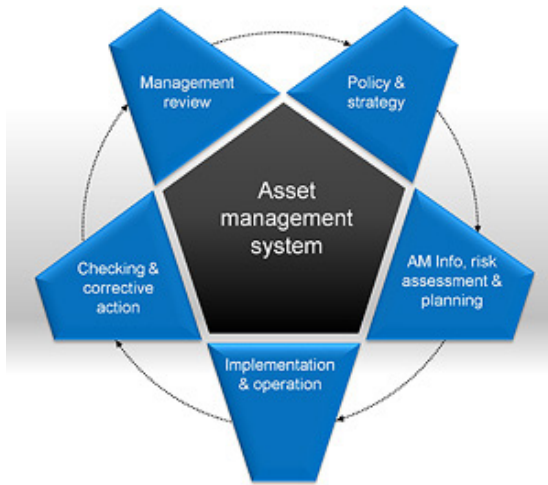 Management
review
Policy &
strategy
Asset
management
system
AM Info, risk
assessment &
planning
Checking &
corrective
action
Implementation
& operation